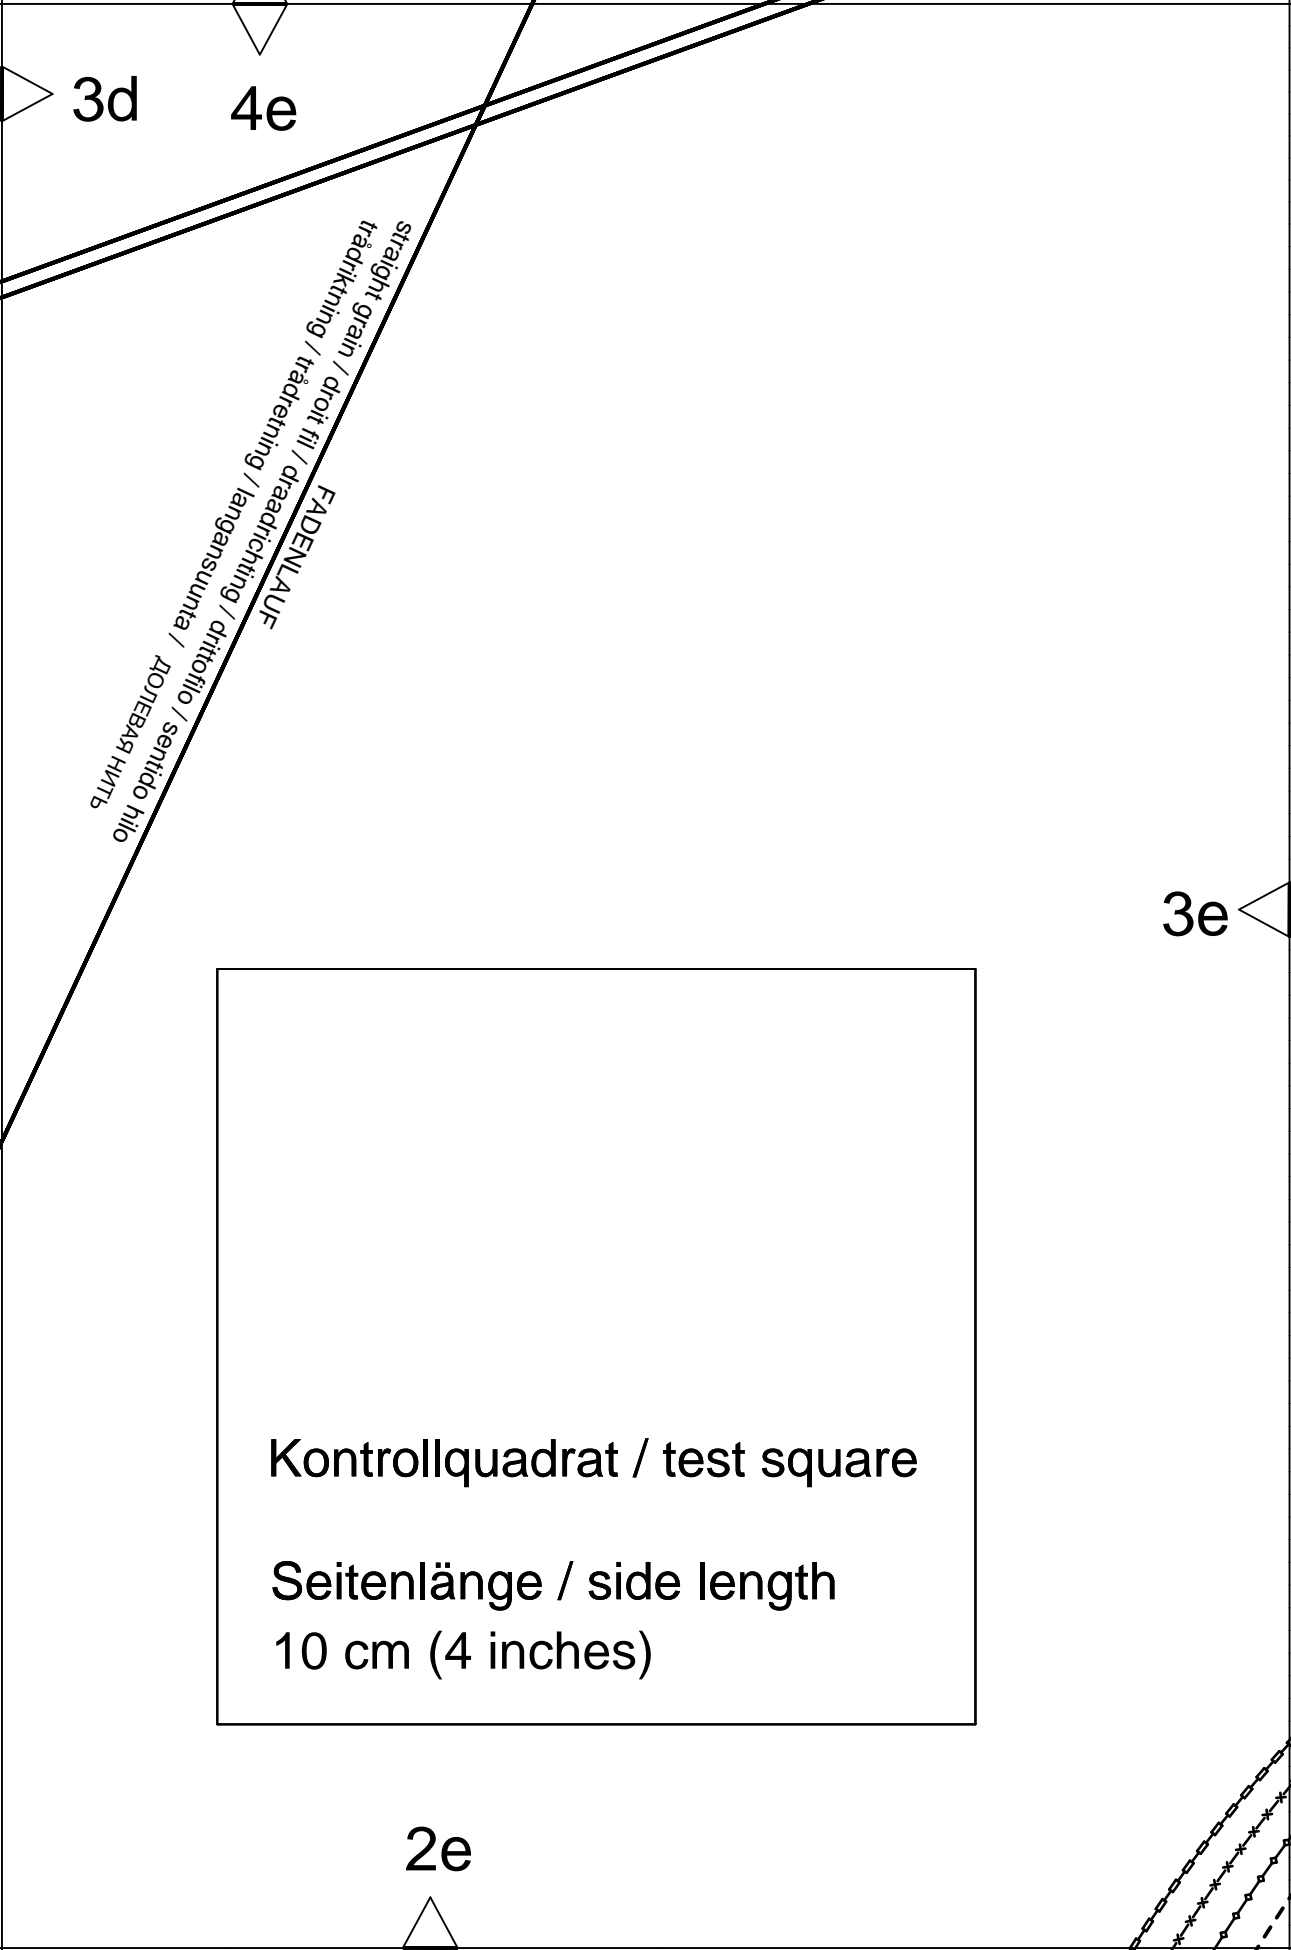 3d
4e
straight grain / droit fil / draadrichting / drittofilo / sentido hilo
trådriktning / trådretning / langansuunta / ДОЛЕВАЯ НИТЬ
FADENLAUF
3e
Kontrollquadrat / test square
Seitenlänge / side length
10 cm (4 inches)
2e